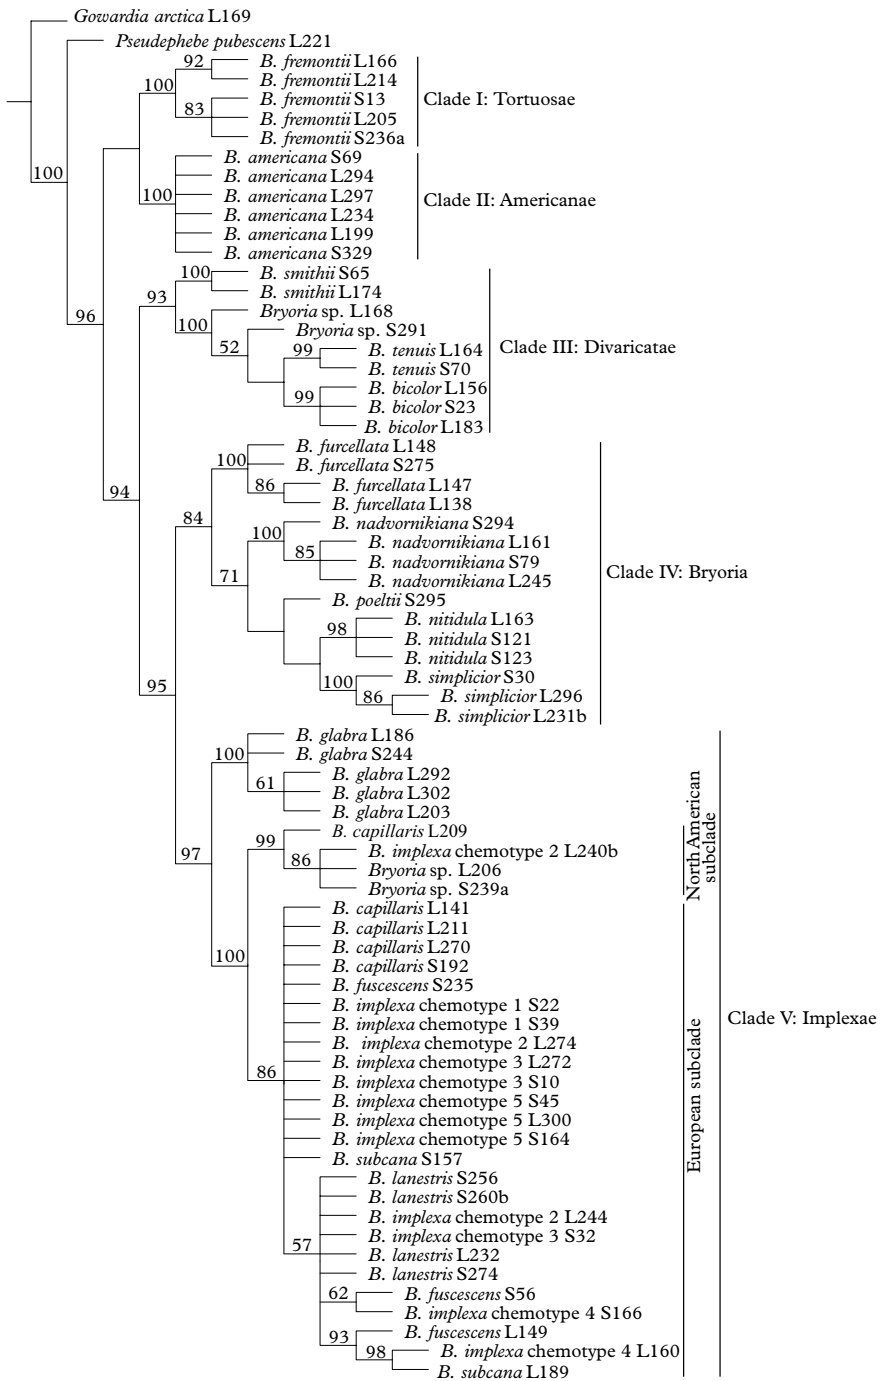 Gowardia arctica L169
Pseudephebe pubescens L221
92
B. fremontii L166
B. fremontii L214
100
83
B. fremontii S13
B. fremontii L205
B. fremontii S236a
Clade I: Tortuosae
100
B. americana S69
B. americana L294
100
B. americana L297
B. americana L234
B. americana L199
B. americana S329
Clade II: Americanae
96
100
B. smithii S65
B. smithii L174
93
100
Bryoria sp. L168
Bryoria sp. S291
52
99
B. tenuis L164
B. tenuis S70
99
B. bicolor L156
B. bicolor S23
B. bicolor L183
Clade III: Divaricatae
94
100
B. furcellata L148
B. furcellata S275
86
B. furcellata L147
B. furcellata L138
84
100
B. nadvornikiana S294
85
B. nadvornikiana L161
B. nadvornikiana S79
B. nadvornikiana L245
71
B. poeltii S295
98
B. nitidula L163
B. nitidula S121
B. nitidula S123
100
B. simplicior S30
86
B. simplicior L296
B. simplicior L231b
Clade IV: Bryoria
95
100
B. glabra L186
B. glabra S244
61
B. glabra L292
B. glabra L302
B. glabra L203
97
99
B. capillaris L209
86
B. implexa chemotype 2 L240b
Bryoria sp. L206
Bryoria sp. S239a
North American
subclade
100
B. capillaris L141
B. capillaris L211
B. capillaris L270
B. capillaris S192
B. fuscescens S235
B. implexa chemotype 1 S22
B. implexa chemotype 1 S39
B. implexa chemotype 2 L274
B. implexa chemotype 3 L272
86
B. implexa chemotype 3 S10
B. implexa chemotype 5 S45
B. implexa chemotype 5 L300
B. implexa chemotype 5 S164
B. subcana S157
B. lanestris S256
B. lanestris S260b
B. implexa chemotype 2 L244
B. implexa chemotype 3 S32
57
B. lanestris L232
B. lanestris S274
62
B. fuscescens S56
B. implexa chemotype 4 S166
93
B. fuscescens L149
98
B. implexa chemotype 4 L160
B. subcana L189
European subclade
Clade V: Implexae